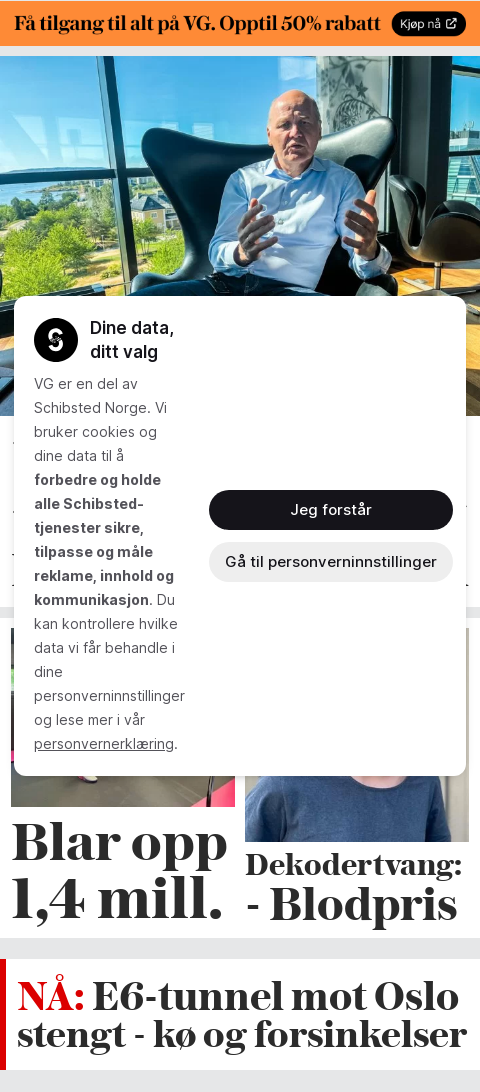 Få tilgang til alt på VG. Opptil 50% rabatt
Kjøp nå
Dine data,
ditt valg
VG er en del av
Schibsted Norge. Vi
bruker cookies og
dine data til å
forbedre og holde
alle Schibsted-
tjenester sikre,
tilpasse og måle
reklame, innhold og
kommunikasjon. Du
kan kontrollere hvilke
data vi får behandle i
dine
personverninnstillinger
og lese mer i vår
personvernerklæring.
Jeg forstår
Gå til personverninnstillinger
Blar opp
1,4 mill.
Dekodertvang:
- Blodpris
NÅ: E6-tunnel mot Oslo
stengt - kø og forsinkelser